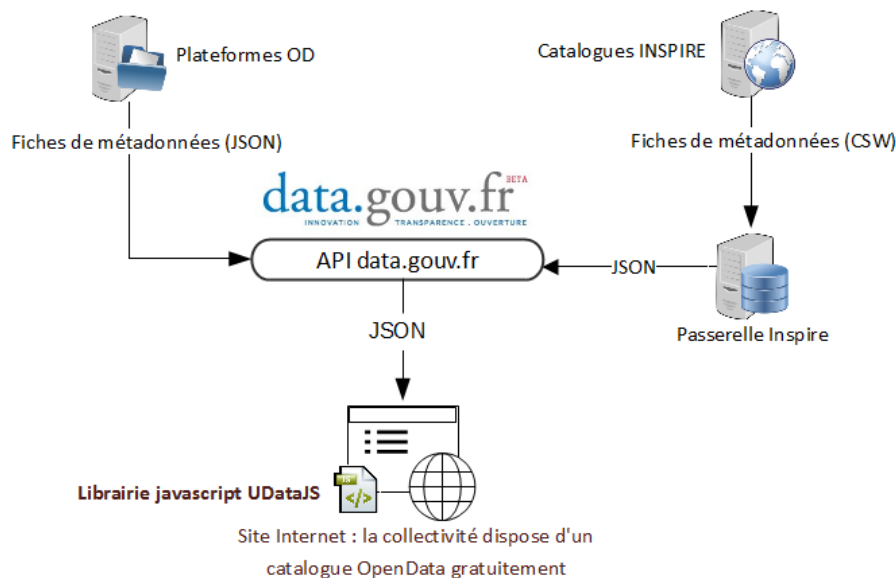 Plateformes OD
Catalogues INSPIRE
Fiches de métadonnées (JSON)
Fiches de métadonnées (CSW)
data.gouv.fr BETA
INNOVATION TRANSPARENCE . OUVERTURE
API data.gouv.fr
JSON
Passerelle Inspire
JSON
JS
</>
Librairie javascript UDataJS
Site Internet : la collectivité dispose d'un
catalogue OpenData gratuitement